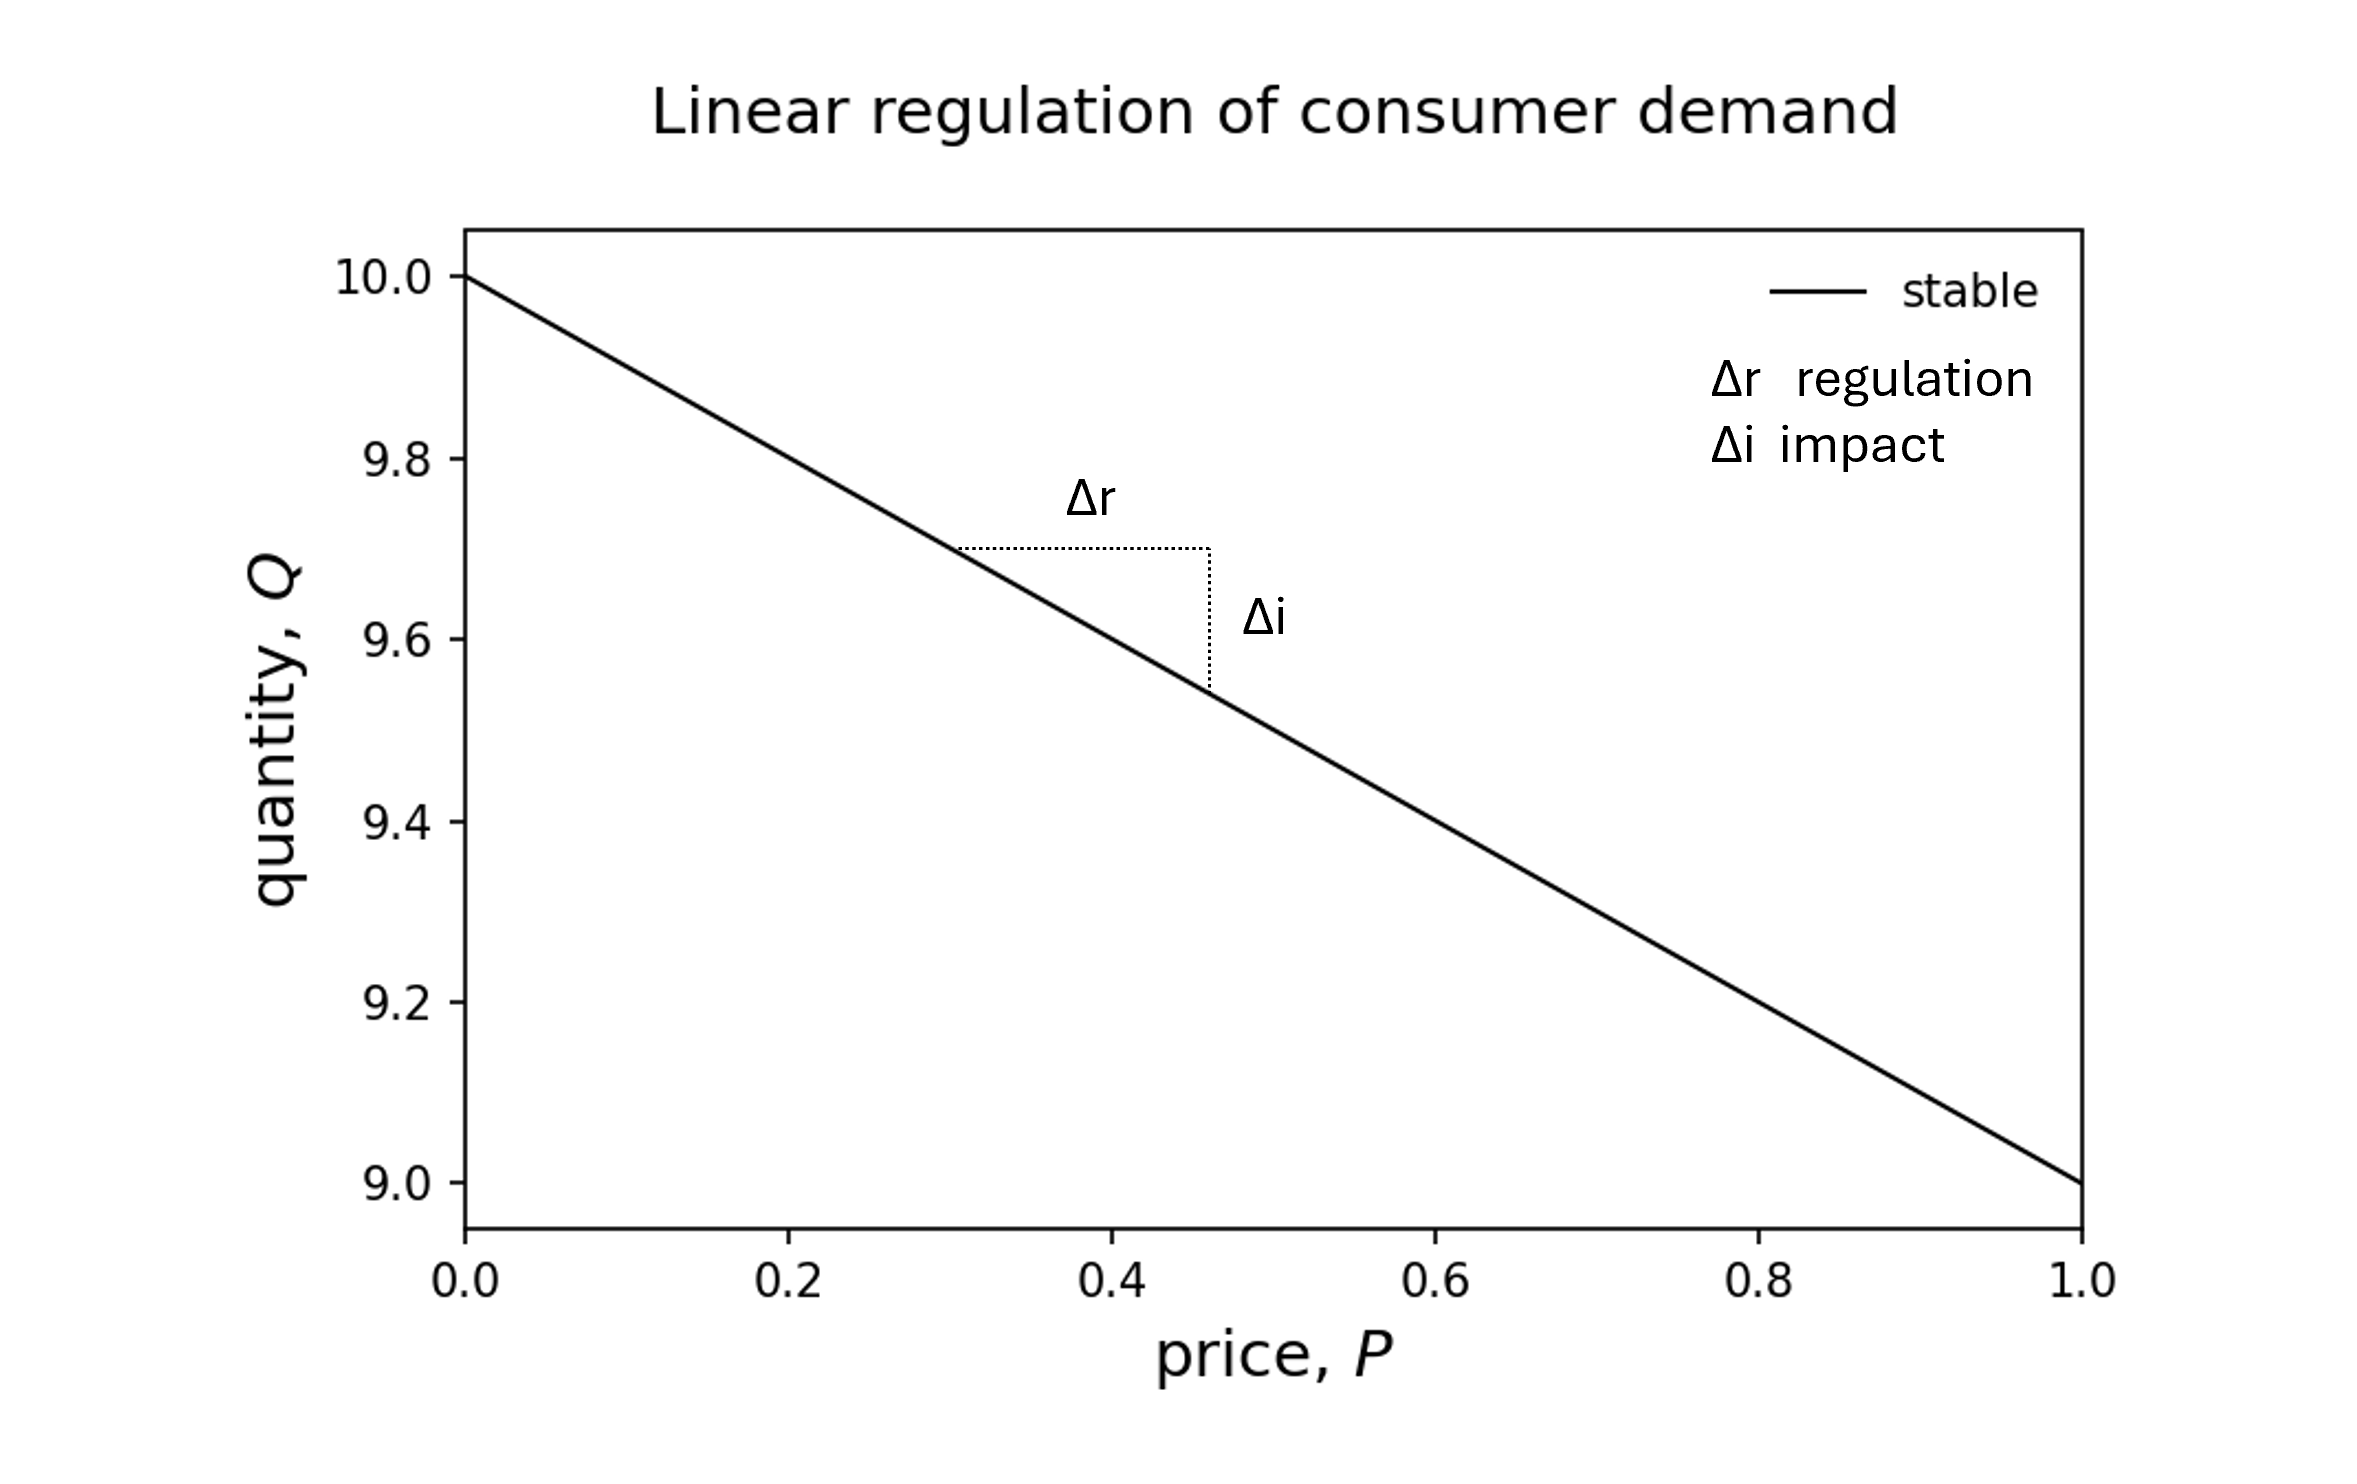 Linear regulation of consumer demand
stable
Δr regulation
Δi impact
Δr
Δi
quantity, Q
10.0
9.8
9.6
9.4
9.2
9.0
0.0 0.2 0.4 0.6 0.8 1.0
price, P